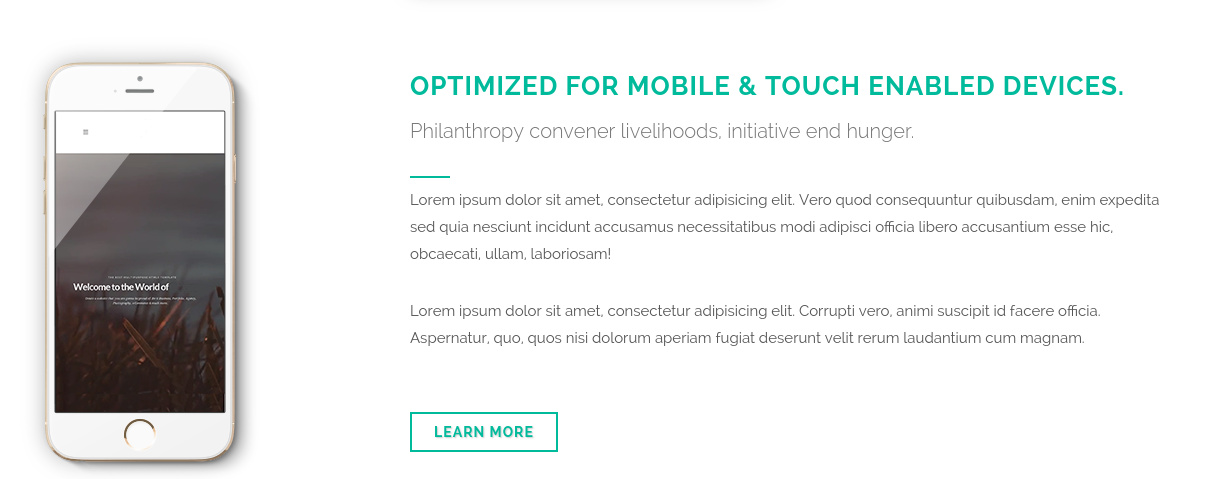 OPTIMIZED FOR MOBILE & TOUCH ENABLED DEVICES.
Philanthropy convener livelihoods, initiative end hunger.
Lorem ipsum dolor sit amet, consectetur adipisicing elit. Vero quod consequuntur quibusdam, enim expedita
sed quia nesciunt incidunt accusamus necessitatibus modi adipisci officia libero accusantium esse hic,
obcaecati, ullam, laboriosam!
Lorem ipsum dolor sit amet, consectetur adipisicing elit. Corrupti vero, animi suscipit id facere officia.
Aspernatur, quo, quos nisi dolorum aperiam fugiat deserunt velit rerum laudantium cum magnam.
LEARN MORE
Welcome to the World of